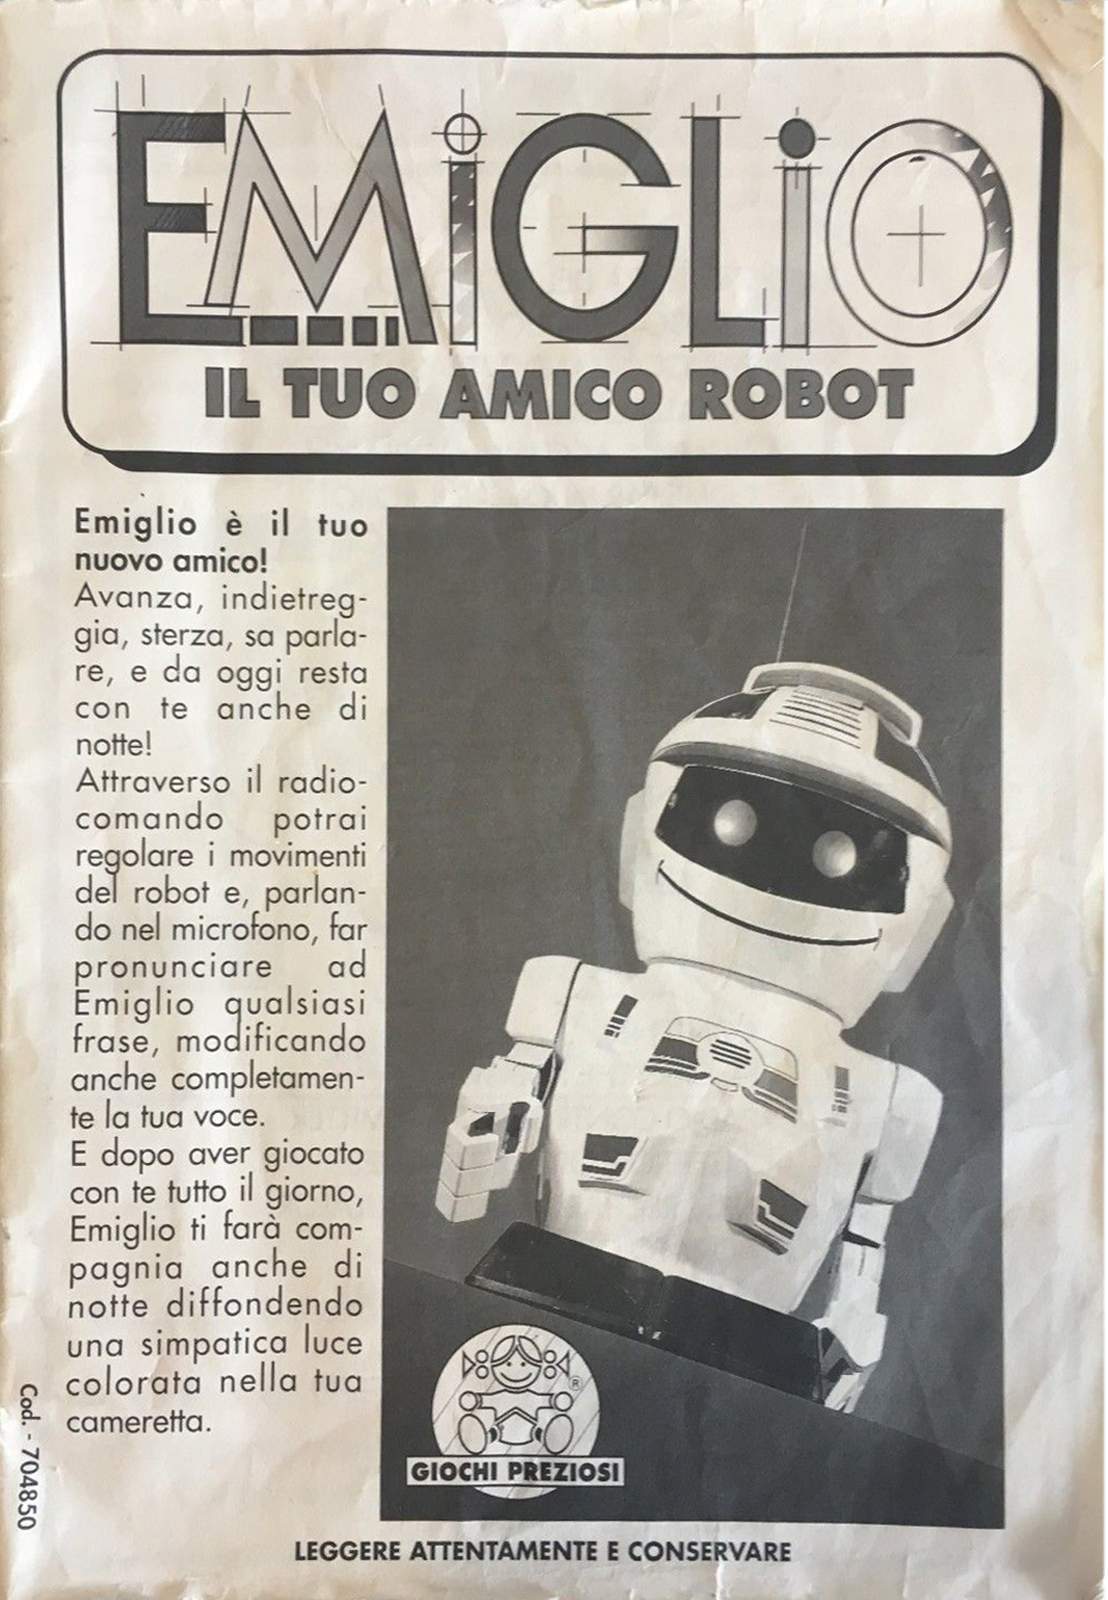 EMIGLIO
IL TUO AMICO ROBOT
Emiglio è il tuo
nuovo amico!
Avanza, indietreg-
gia, sterza, sa parla-
re, e da oggi resta
con te anche di
notte!
Attraverso il radio-
comando potrai
regolare i movimenti
del robot e, parlan-
do nel microfono, far
pronunciare ad
Emiglio qualsiasi
frase, modificando
anche completamen-
te la tua voce.
E dopo aver giocato
con te tutto il giorno,
Emiglio ti farà com-
pagnia anche di
notte diffondendo
una simpatica luce
colorata nella tua
cameretta.
Cod. - 704850
®
GIOCHI PREZIOSI
LEGGERE ATTENTAMENTE E CONSERVARE